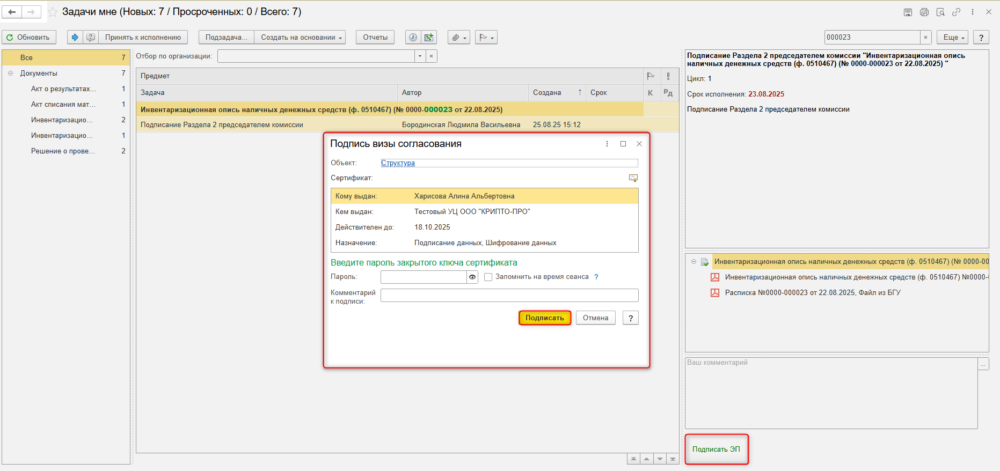 Задачи мне (Новых: 7 / Просроченных: 0 / Всего: 7)
Обновить
Принять к исполнению
Подзадача...
Создать на основании
Отчеты
000023
×
Еще
?
Все 7
Документы 7
Акт о результатах... 1
Акт списания мат... 1
Инвентаризацио... 2
Инвентаризацио... 1
Решение о прове... 2
Отбор по организации:
Предмет
Задача Автор Создана ↑ Срок К Рд
Инвентаризационная опись наличных денежных средств (ф. 0510467) (№ 0000-000023 от 22.08.2025)
Подписание Раздела 2 председателем комиссии Бородинская Людмила Васильевна 25.08.25 15:12
Подпись визы согласования
Объект: Структура
Сертификат:
Кому выдан: Харисова Алина Альбертовна
Кем выдан: Тестовый УЦ ООО "КРИПТО-ПРО"
Действителен до: 18.10.2025
Назначение: Подписание данных, Шифрование данных
Введите пароль закрытого ключа сертификата
Пароль: Запомнить на время сеанса ?
Комментарий
к подписи:
Подписать Отмена ?
Подписание Раздела 2 председателем комиссии "Инвентаризационная опись
наличных денежных средств (ф. 0510467) (№ 0000-000023 от 22.08.2025) "
Цикл: 1
Срок исполнения: 23.08.2025
Подписание Раздела 2 председателем комиссии
Инвентаризационная опись наличных денежных средств (ф. 0510467) (№ 0000-00
Инвентаризационная опись наличных денежных средств (ф. 0510467) №0000-
Расписка №0000-000023 от 22.08.2025, Файл из БГУ
Ваш комментарий
...
Подписать ЭП